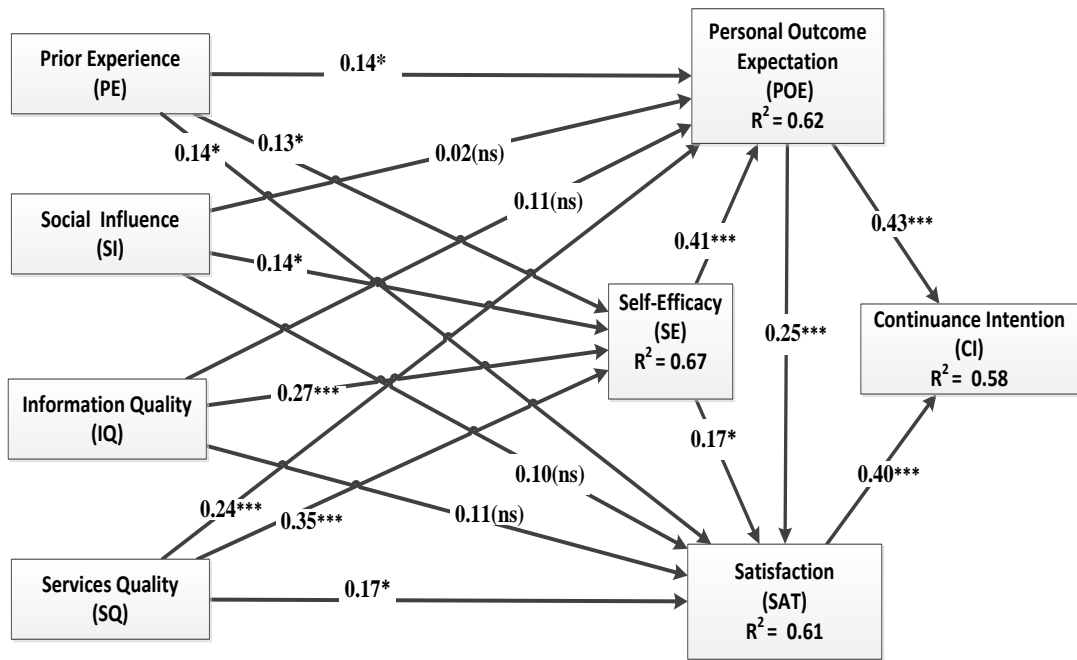 Prior Experience
(PE)
Social Influence
(SI)
Information Quality
(IQ)
Services Quality
(SQ)
0.14*
0.13*
0.14*
0.02(ns)
0.11(ns)
0.14*
0.27***
0.10(ns)
0.11(ns)
0.24***
0.35***
0.17*
Personal Outcome
Expectation
(POE)
R² = 0.62
0.41***
Self-Efficacy
(SE)
R² = 0.67
0.17*
0.25***
0.43***
0.40***
Continuance Intention
(CI)
R² = 0.58
Satisfaction
(SAT)
R² = 0.61